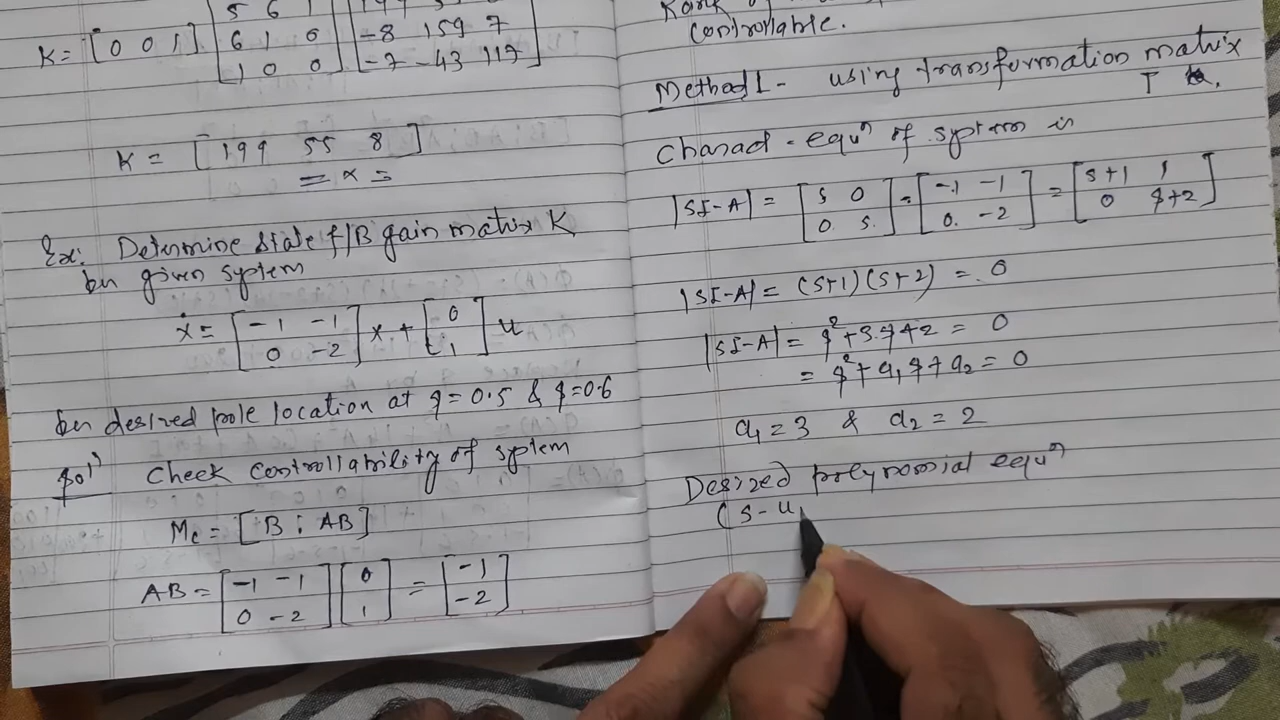 K = [0 0 1] [5 6 1 6 1 0 1 0 0] [-8 159 7 -7 -43 117]
K = [199 55 8]
Ex: Determine state f/B gain matrix K
for given system
ẋ = [-1 -1 0 -2] x + [0 1] u
for desired pole location at s = 0.5 & s = 0.6
Sol^n Check controllability of system
Mc = [B : AB]
AB = [-1 -1 0 -2] [0 1] = [-1 -2]
controllable.
Method 1 - using transformation matrix
T
Charact - equ^n of system is
|SI-A| = [s 0 0 s] - [-1 -1 0 -2] = [s+1 1 0 s+2]
|SI-A| = (s+1)(s+2) = 0
|SI-A| = s² + 3s + 2 = 0
= s² + a₁s + a₂ = 0
a₁ = 3 & a₂ = 2
Desired polynomial equ^n
(s - u